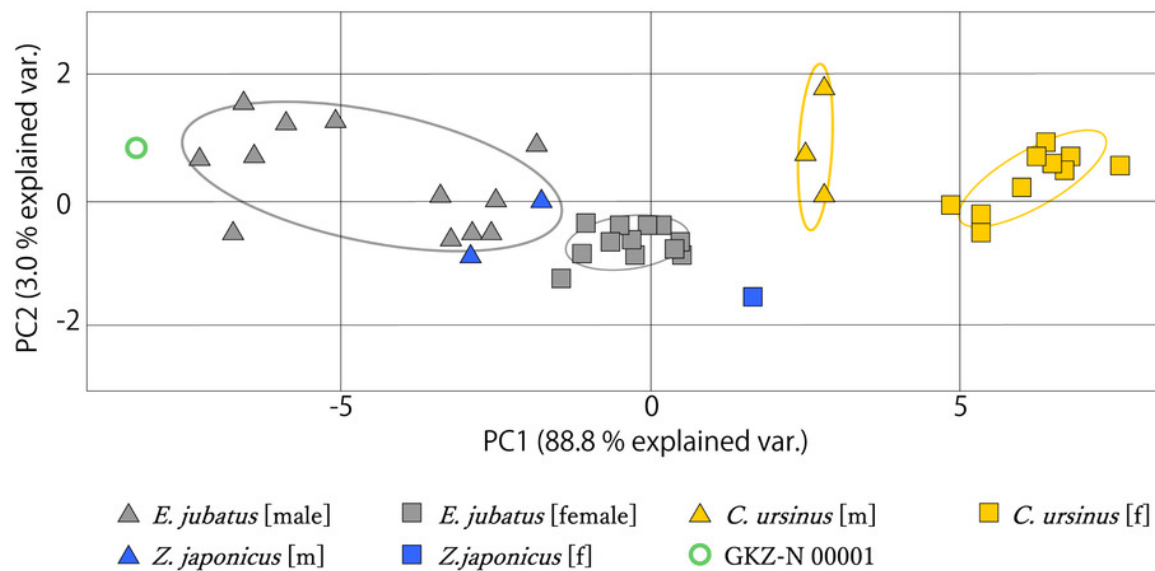 2
0
-2
PC2 (3.0 % explained var.)
-5
0
5
PC1 (88.8 % explained var.)
E. jubatus [male]
E. jubatus [female]
C. ursinus [m]
C. ursinus [f]
Z. japonicus [m]
Z.japonicus [f]
GKZ-N 00001